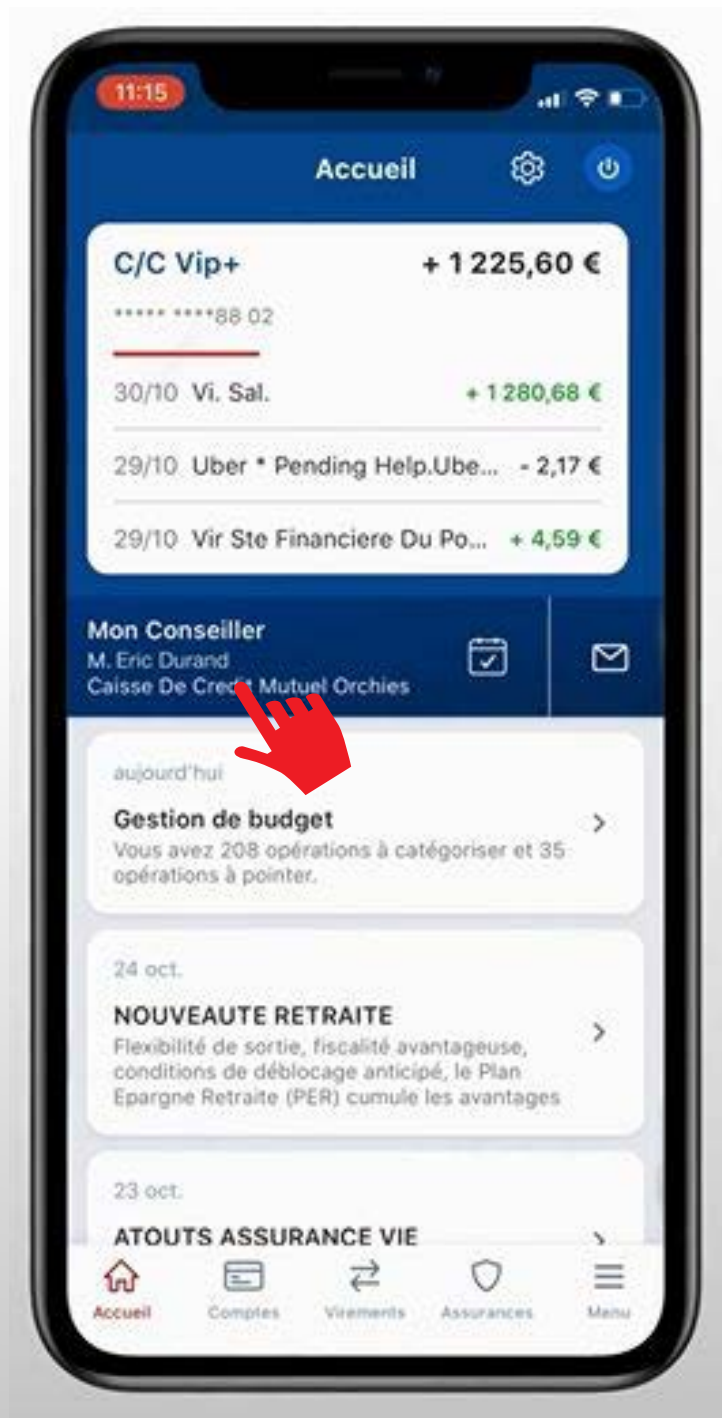 11:15
Accueil
C/C Vip+ + 1 225,60 €
***** ****88 02
30/10 Vi. Sal. + 1 280,68 €
29/10 Uber * Pending Help.Ube... - 2,17 €
29/10 Vir Ste Financiere Du Po... + 4,59 €
Mon Conseiller
M. Eric Durand
Caisse De Credit Mutuel Orchies
aujourd'hui
Gestion de budget
Vous avez 208 opérations à catégoriser et 35
opérations à pointer.
24 oct.
NOUVEAUTE RETRAITE
Flexibilité de sortie, fiscalité avantageuse,
conditions de déblocage anticipé, le Plan
Epargne Retraite (PER) cumule les avantages
23 oct.
ATOUTS ASSURANCE VIE
Accueil Comptes Virements Assurances Menu